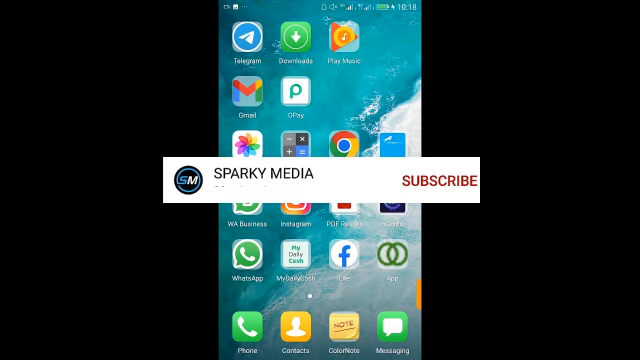 10:18
Telegram Downloads Play Music
Gmail OPay
SM SPARKY MEDIA SUBSCRIBE
WA Business Instagram PDF Reader
My
Daily
Cash
WhatsApp MyDailyCash Lite App
NOTE
Phone Contacts ColorNote Messaging